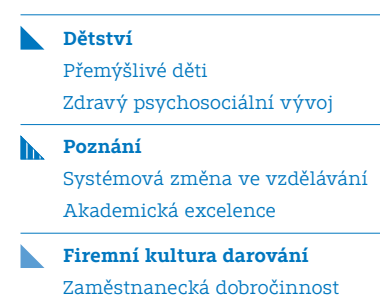 Dětství
Přemýšlivé děti
Zdravý psychosociální vývoj
Poznání
Systémová změna ve vzdělávání
Akademická excelence
Firemní kultura darování
Zaměstnanecká dobročinnost